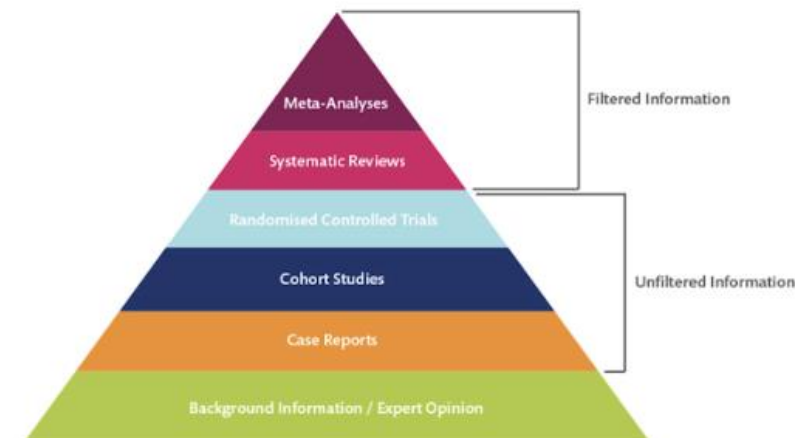 Meta-Analyses
Filtered Information
Systematic Reviews
Randomised Controlled Trials
Cohort Studies
Unfiltered Information
Case Reports
Background Information / Expert Opinion